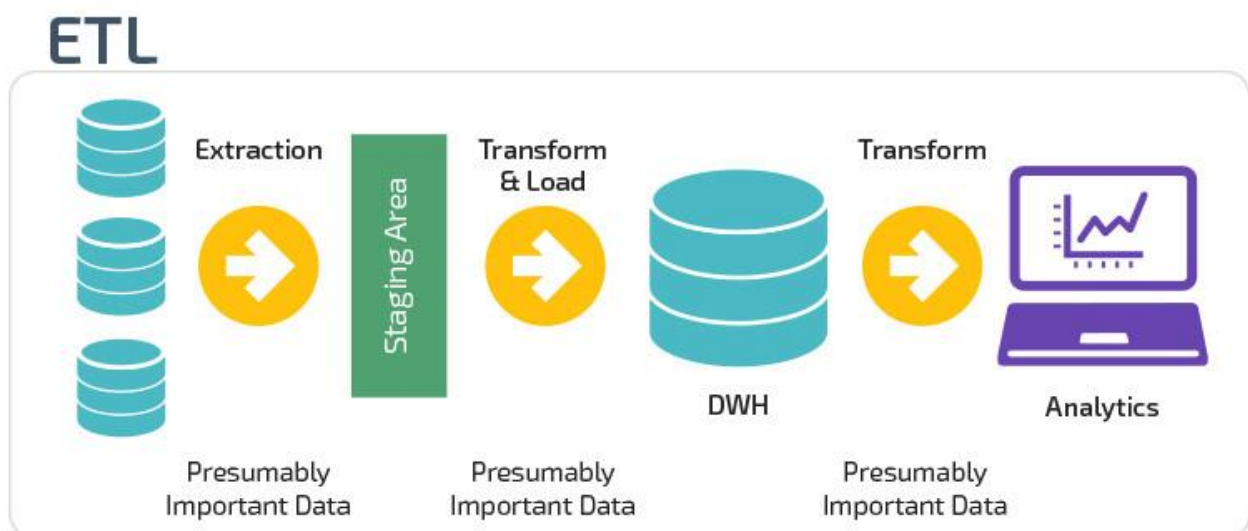 ETL
Extraction
Staging Area
Transform
& Load
DWH
Transform
Analytics
Presumably
Important Data
Presumably
Important Data
Presumably
Important Data